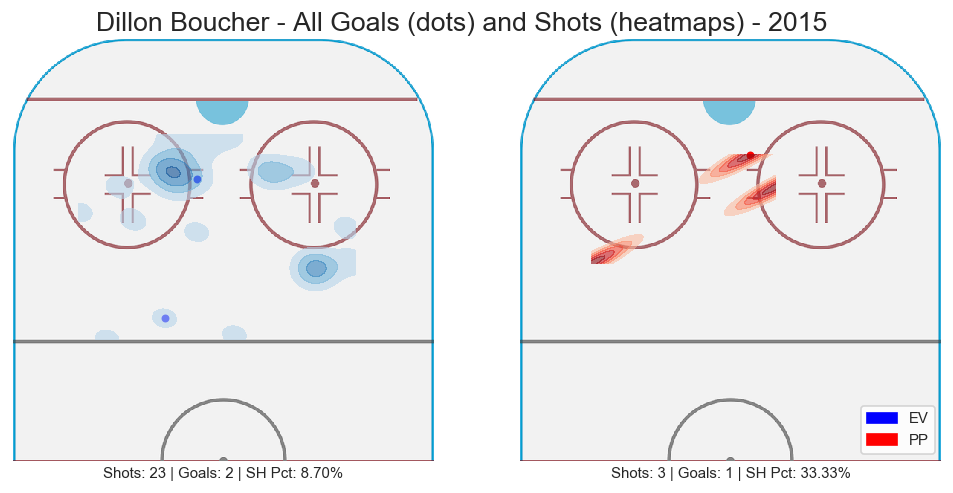 Dillon Boucher - All Goals (dots) and Shots (heatmaps) - 2015
EV
PP
Shots: 23 | Goals: 2 | SH Pct: 8.70%
Shots: 3 | Goals: 1 | SH Pct: 33.33%